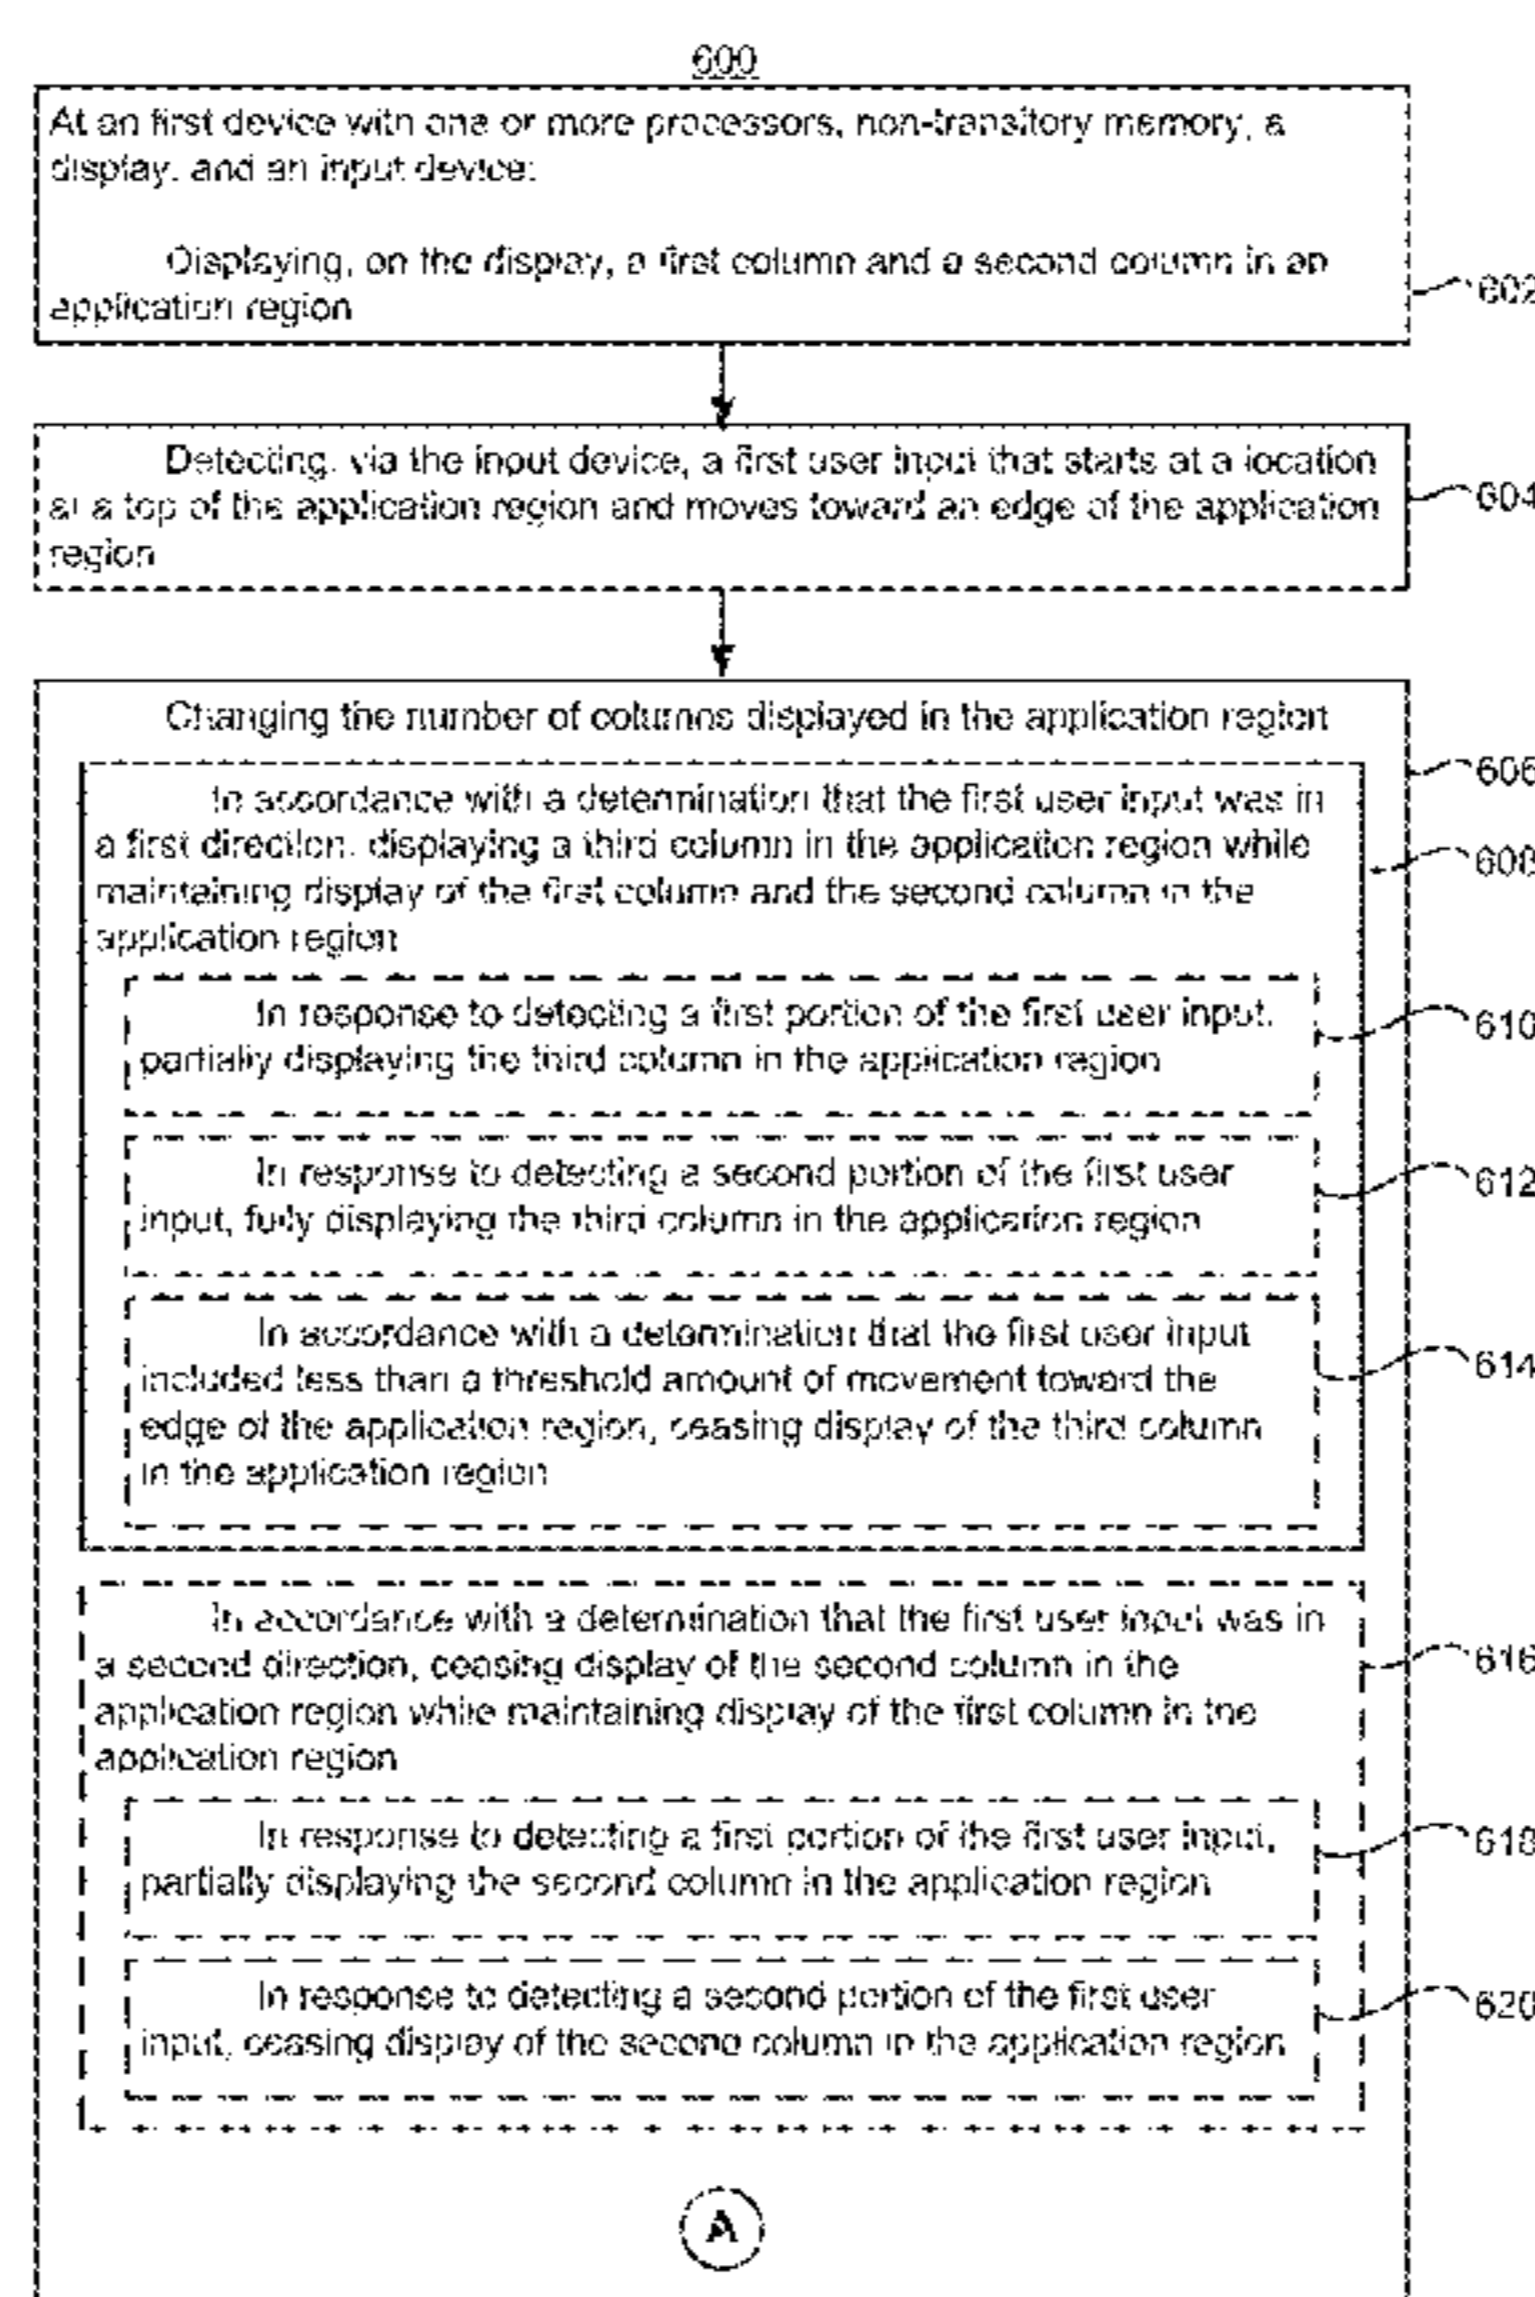 600
At an first device with one or more processors, non-transitory memory, a
display, and an input device:
Displaying, on the display, a first column and a second column in an
application region
602
Detecting, via the input device, a first user input that starts at a location
at a top of the application region and moves toward an edge of the application
region
604
Changing the number of columns displayed in the application region
606
In accordance with a determination that the first user input was in
a first direction, displaying a third column in the application region while
maintaining display of the first column and the second column in the
application region
608
In response to detecting a first portion of the first user input,
partially displaying the third column in the application region
610
In response to detecting a second portion of the first user
input, fully displaying the third column in the application region
612
In accordance with a determination that the first user input
included less than a threshold amount of movement toward the
edge of the application region, ceasing display of the third column
in the application region
614
In accordance with a determination that the first user input was in
a second direction, ceasing display of the second column in the
application region while maintaining display of the first column in the
application region
616
In response to detecting a first portion of the first user input,
partially displaying the second column in the application region
618
In response to detecting a second portion of the first user
input, ceasing display of the second column in the application region
620
A